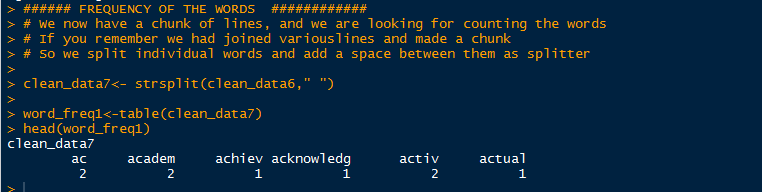 > ###### FREQUENCY OF THE WORDS ############
> # We now have a chunk of lines, and we are looking for counting the words
> # If you remember we had joined variouslines and made a chunk
> # So we split individual words and add a space between them as splitter
>
> clean_data7<- strsplit(clean_data6," ")
>
> word_freq1<-table(clean_data7)
> head(word_freq1)
clean_data7
ac academ achiev acknowledg activ actual
2 2 1 1 2 1
>